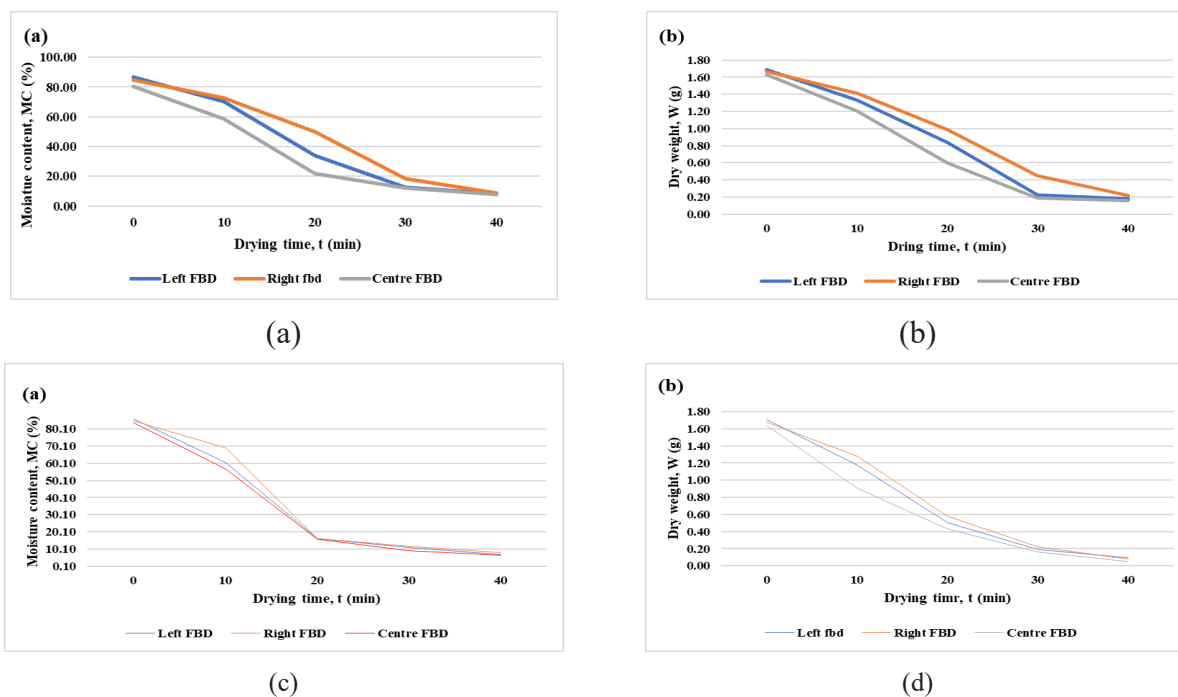 (a)
100.00
80.00
60.00
40.00
20.00
0.00
Moiatue content, MC (%)
0 10 20 30 40
Drying time, t (min)
Left FBD Right fbd Centre FBD
(a)
(b)
1.80
1.60
1.40
1.20
1.00
0.80
0.60
0.40
0.20
0.00
Dry weight, W (g)
0 10 20 30 40
Dring time, t (min)
Left FBD Right FBD Centre FBD
(b)
(a)
80.10
70.10
60.10
50.10
40.10
30.10
20.10
10.10
0.10
Moisture content, MC (%)
0 10 20 30 40
Drying time, t (min)
Left FBD Right FBD Centre FBD
(c)
(b)
1.80
1.60
1.40
1.20
1.00
0.80
0.60
0.40
0.20
0.00
Dry weight, W (g)
0 10 20 30 40
Drying timr, t (min)
Left fbd Right FBD Centre FBD
(d)